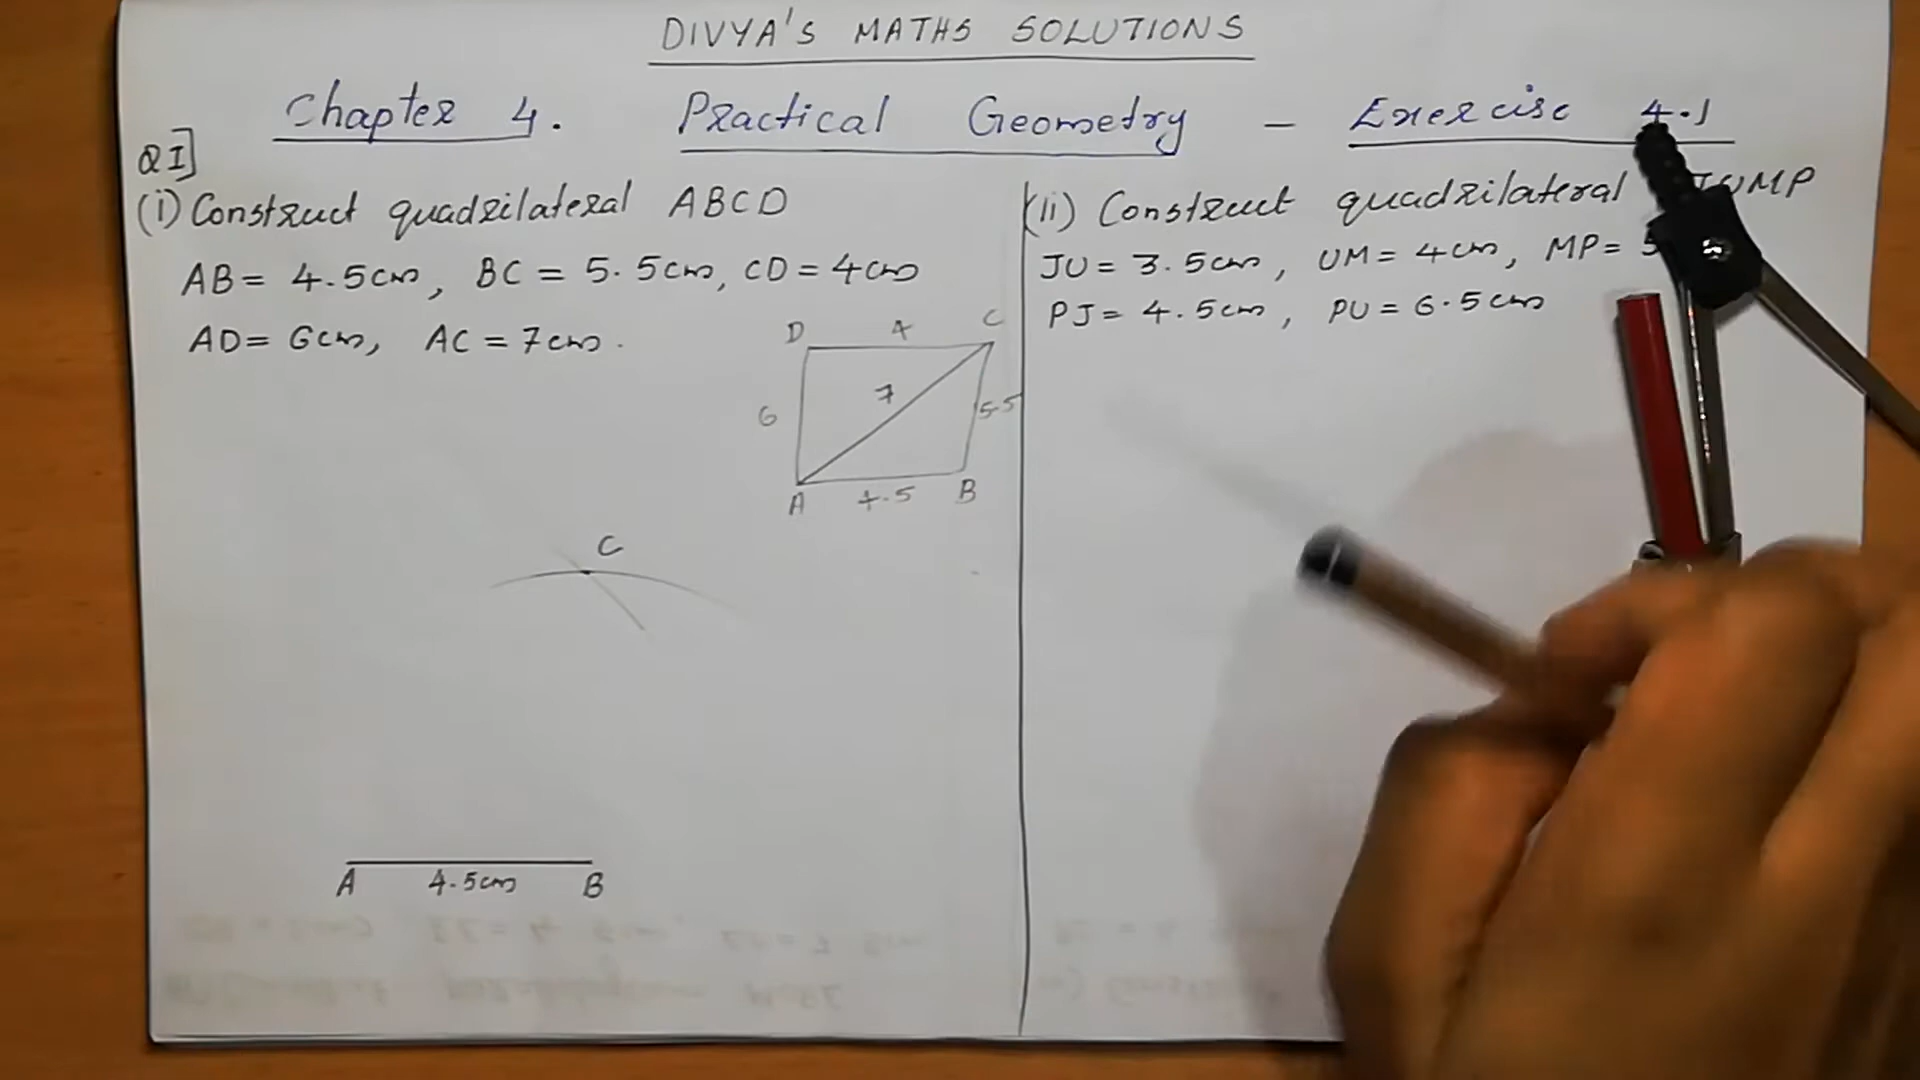 DIVYA'S MATHS SOLUTIONS
Chapter 4. Practical Geometry - Exercise 4.1
Q I]
(i) Construct quadrilateral ABCD
AB = 4.5cm, BC = 5.5cm, CD = 4cm
AD = 6cm, AC = 7cm.
D 4 C
7
6 5.5
A 4.5 B
C
A 4.5cm B
(ii) Construct quadrilateral JUMP
JU = 3.5cm, UM = 4cm, MP = 5
PJ = 4.5cm, PU = 6.5cm